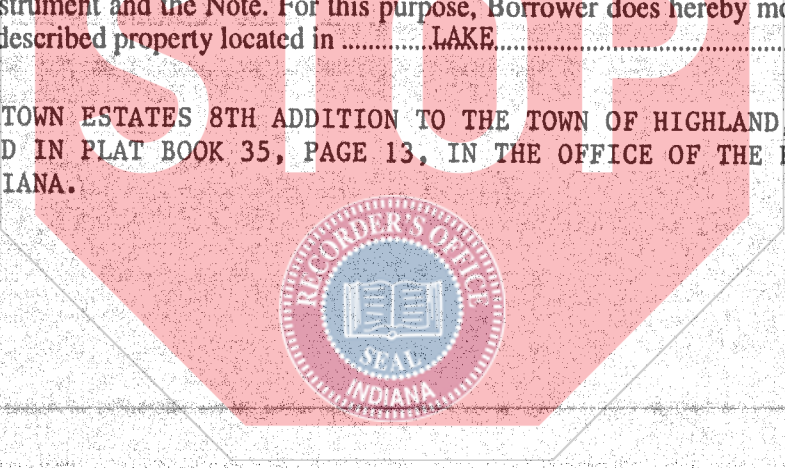 strument and the Note. For this purpose, Borrower does hereby mo
described property located in ............LAKE............
TOWN ESTATES 8TH ADDITION TO THE TOWN OF HIGHLAND,
D IN PLAT BOOK 35, PAGE 13, IN THE OFFICE OF THE
IANA.
STOP
RECORDER'S OFFICE
SEAL
INDIANA